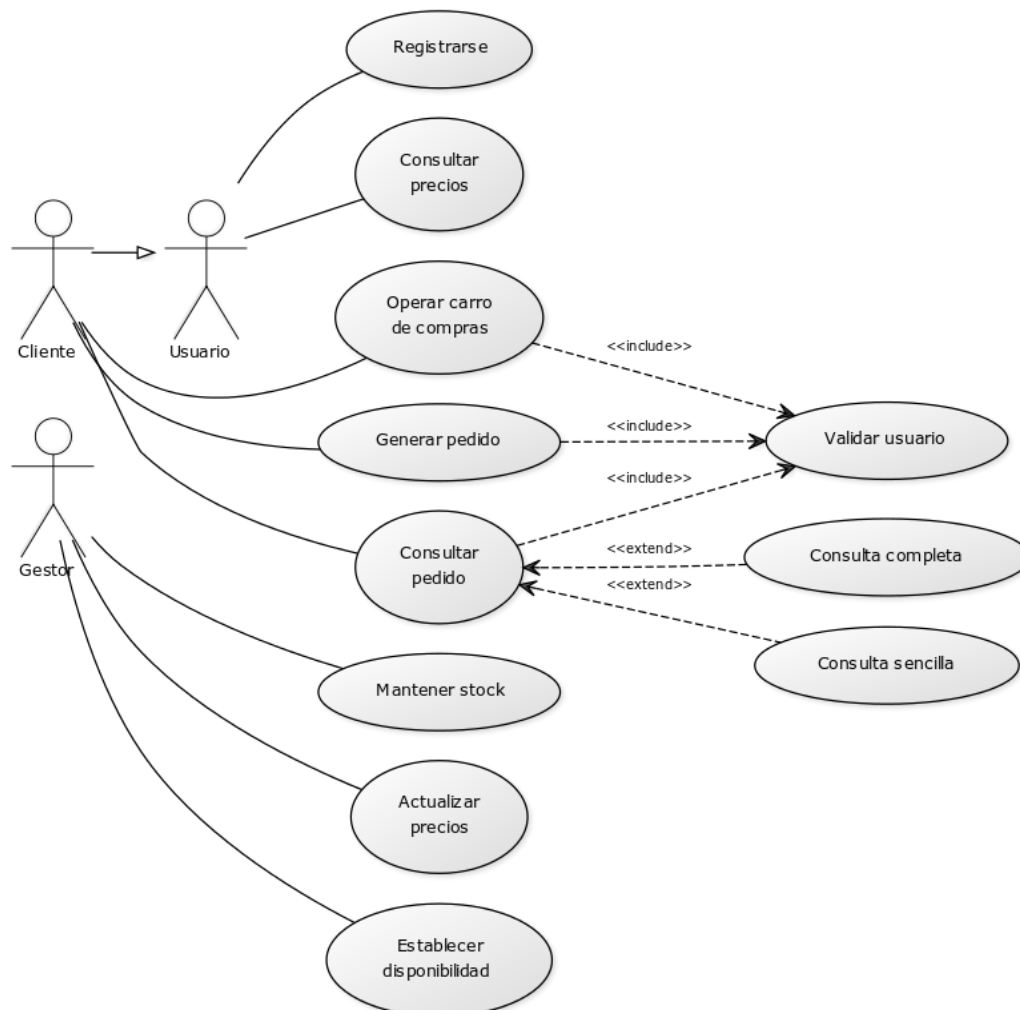 Registrarse
Consultar
precios
Cliente
Usuario
Operar carro
de compras
<<include>>
Generar pedido
<<include>>
Validar usuario
<<include>>
Gestor
Consultar
pedido
<<extend>>
Consulta completa
<<extend>>
Consulta sencilla
Mantener stock
Actualizar
precios
Establecer
disponibilidad